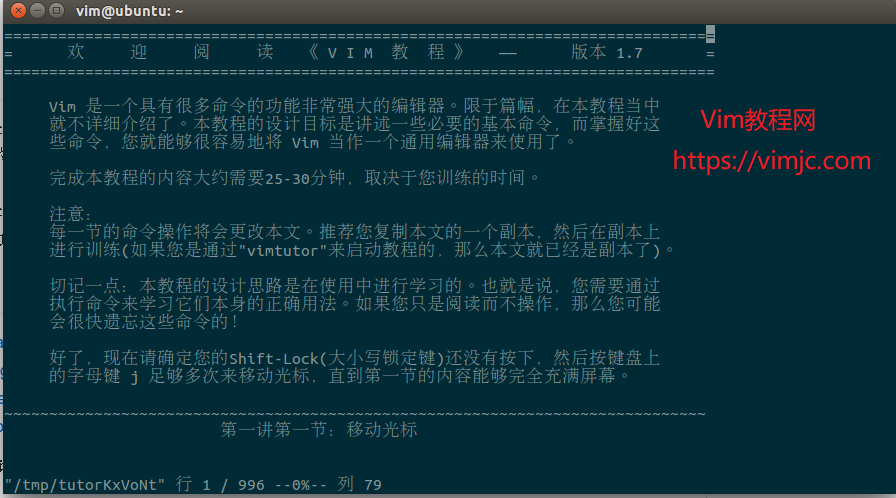 vim@ubuntu: ~
===============================================================================
=      欢     迎     阅     读   《 V I M  教  程 》   ——      版本 1.7       =
===============================================================================
Vim 是一个具有很多命令的功能非常强大的编辑器。限于篇幅，在本教程当中
就不详细介绍了。本教程的设计目标是讲述一些必要的基本命令，而掌握好这
些命令，您就能够很容易地将 Vim 当作一个通用编辑器来使用了。
Vim教程网
https://vimjc.com
完成本教程的内容大约需要25-30分钟，取决于您训练的时间。
注意：
每一节的命令操作将会更改本文。推荐您复制本文的一个副本，然后在副本上
进行训练(如果您是通过"vimtutor"来启动教程的，那么本文就已经是副本了)。
切记一点：本教程的设计思路是在使用中进行学习的。也就是说，您需要通过
执行命令来学习它们本身的正确用法。如果您只是阅读而不操作，那么您可能
会很快遗忘这些命令的！
好了，现在请确定您的Shift-Lock(大小写锁定键)还没有按下，然后按键盘上
的字母键 j 足够多次来移动光标，直到第一节的内容能够完全充满屏幕。
~~~~~~~~~~~~~~~~~~~~~~~~~~~~~~~~~~~~~~~~~~~~~~~~~~~~~~~~~~~~~~~~~~~~~~~~~~~~~~
第一讲第一节：移动光标
"/tmp/tutorKxVoNt" 行 1 / 996 --0%-- 列 79